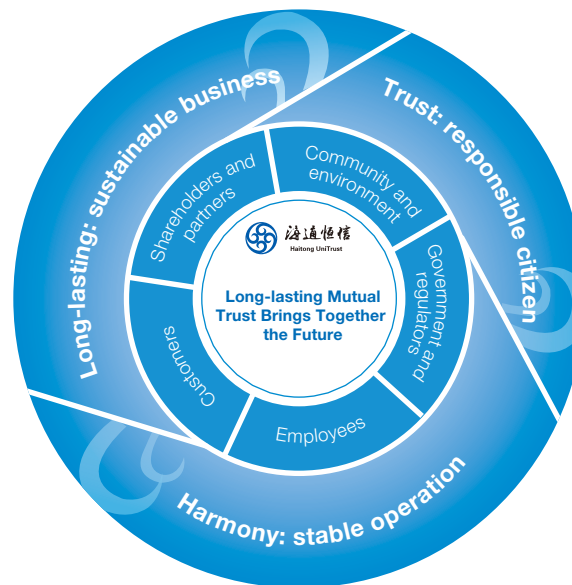 Long-lasting: sustainable business
Trust: responsible citizen
Harmony: stable operation
Shareholders and
partners
Community and
environment
Government and
regulators
Employees
Customers
海通恒信
Haitong UniTrust
Long-lasting Mutual
Trust Brings Together
the Future